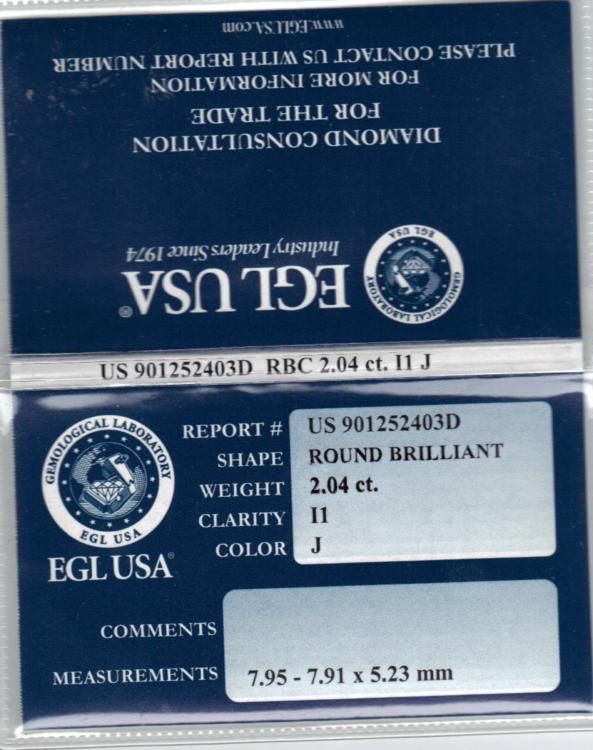 www.EGLUSA.com
PLEASE CONTACT US WITH REPORT NUMBER
FOR MORE INFORMATION
FOR THE TRADE
DIAMOND CONSULTATION
Industry Leaders Since 1974
EGL USA®
GEMOLOGICAL LABORATORY
EGL USA
US 901252403D RBC 2.04 ct. I1 J
GEMOLOGICAL LABORATORY
EGL USA
EGL USA®
REPORT # US 901252403D
SHAPE ROUND BRILLIANT
WEIGHT 2.04 ct.
CLARITY I1
COLOR J
COMMENTS
MEASUREMENTS 7.95 - 7.91 x 5.23 mm